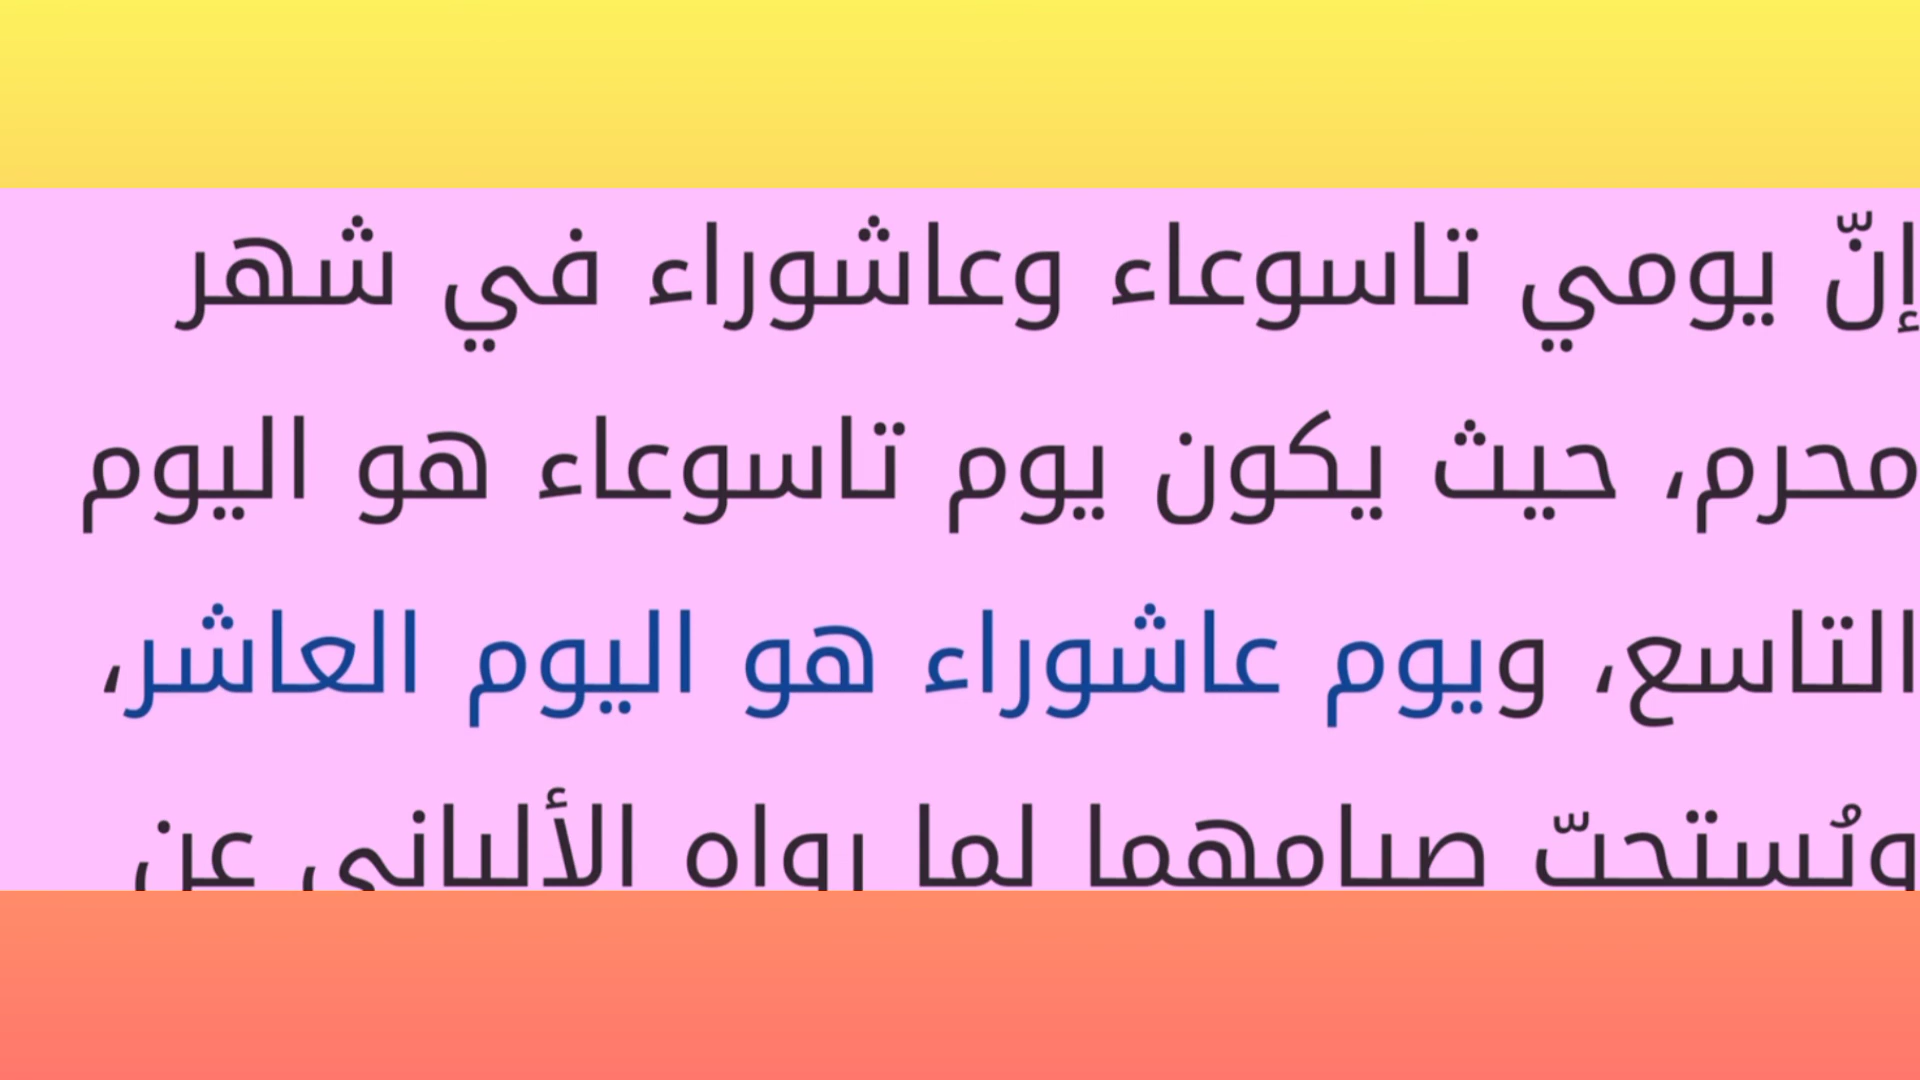 إنّ يومي تاسوعاء وعاشوراء في شهر
محرم، حيث يكون يوم تاسوعاء هو اليوم
التاسع، ويوم عاشوراء هو اليوم العاشر،
ويُستحبّ صيامهما لما رواه الألباني عن